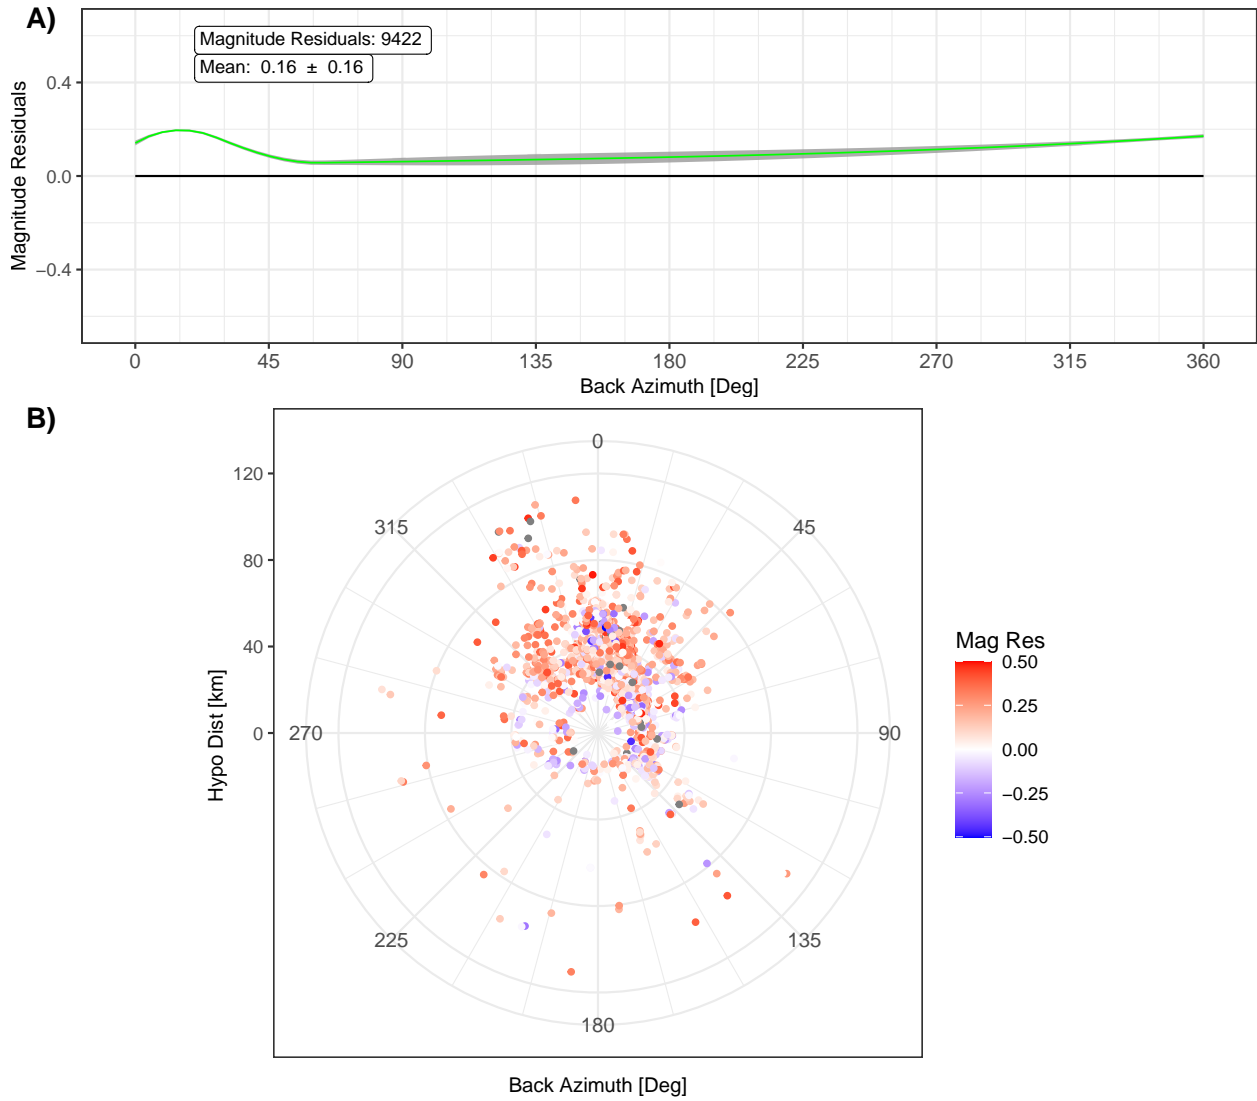 A)
Magnitude Residuals: 9422
Mean:  0.16  ±  0.16
Magnitude Residuals
0.4
0.0
−0.4
0 45 90 135 180 225 270 315 360
Back Azimuth [Deg]
B)
Hypo Dist [km]
120
80
40
0
0
45
90
135
180
225
270
315
Back Azimuth [Deg]
Mag Res
0.50
0.25
0.00
−0.25
−0.50